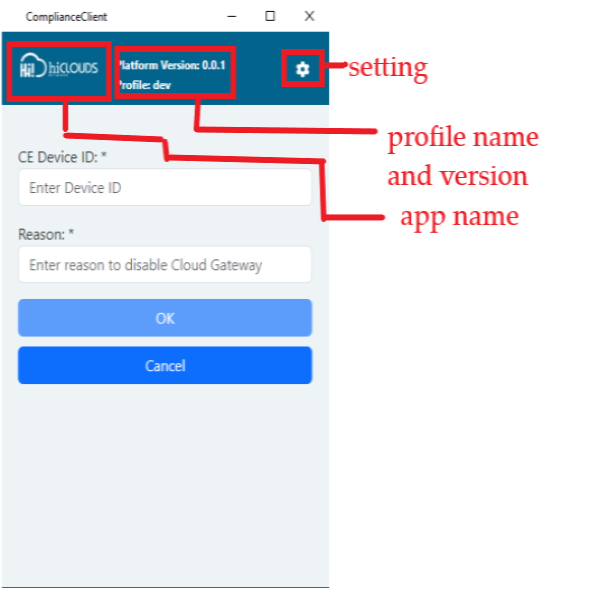 ComplianceClient
Hi! hiCLOUDS
Platform Version: 0.0.1
Profile: dev
setting
profile name
and version
app name
CE Device ID: *
Enter Device ID
Reason: *
Enter reason to disable Cloud Gateway
OK
Cancel